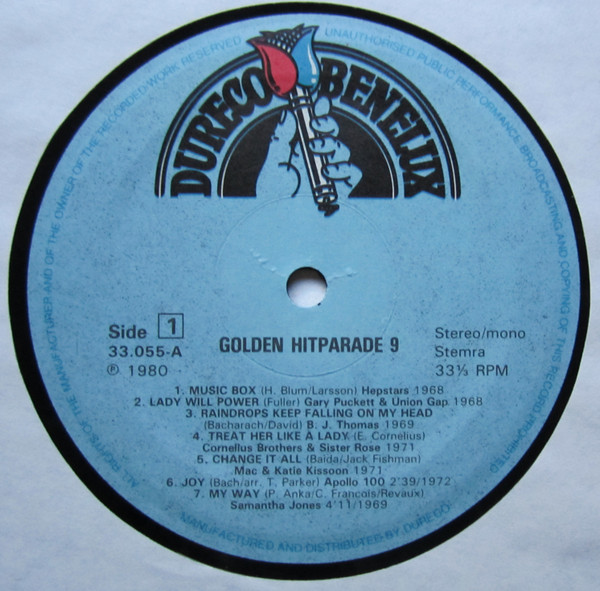 ALL RIGHTS OF THE MANUFACTURER AND OF THE OWNER OF THE RECORDED WORK RESERVED
UNAUTHORISED PUBLIC PERFORMANCE BROADCASTING AND COPYING OF THIS RECORD PROHIBITED
DURECO BENELUX
Side 1
33.055-A
℗ 1980
GOLDEN HITPARADE 9
Stereo/mono
Stemra
33⅓ RPM
1. MUSIC BOX (H. Blum/Larsson) Hepstars 1968
2. LADY WILL POWER (Fuller) Gary Puckett & Union Gap 1968
3. RAINDROPS KEEP FALLING ON MY HEAD
(Bacharach/David) B. J. Thomas 1969
4. TREAT HER LIKE A LADY (E. Cornelius)
Cornelius Brothers & Sister Rose 1971
5. CHANGE IT ALL (Baida/Jack Fishman)
Mac & Katie Kissoon 1971
6. JOY (Bach/arr. T. Parker) Apollo 100 2'39/1972
7. MY WAY (P. Anka/C. Francois/Revaux)
Samantha Jones 4'11/1969
MANUFACTURED AND DISTRIBUTED BY DURECO